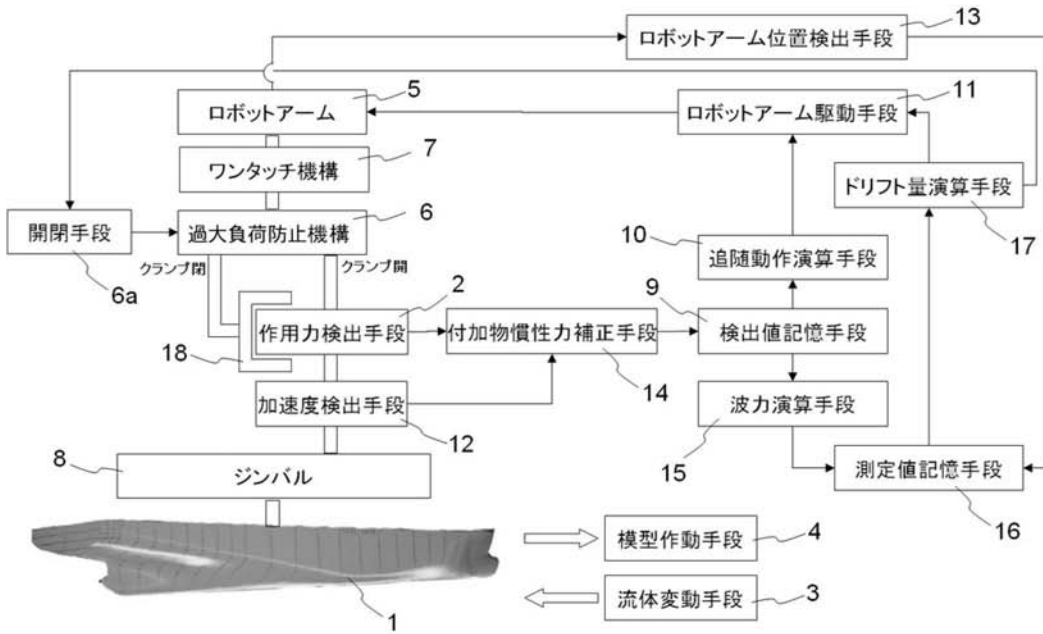 13
ロボットアーム位置検出手段
5
11
ロボットアーム
ロボットアーム駆動手段
7
ワンタッチ機構
ドリフト量演算手段
17
6
開閉手段
6a
過大負荷防止機構
10
追随動作演算手段
クランプ閉
クランプ開
2
9
作用力検出手段
付加物慣性力補正手段
検出値記憶手段
18
14
加速度検出手段
波力演算手段
12
15
8
ジンバル
測定値記憶手段
16
模型作動手段
4
流体変動手段
3
1